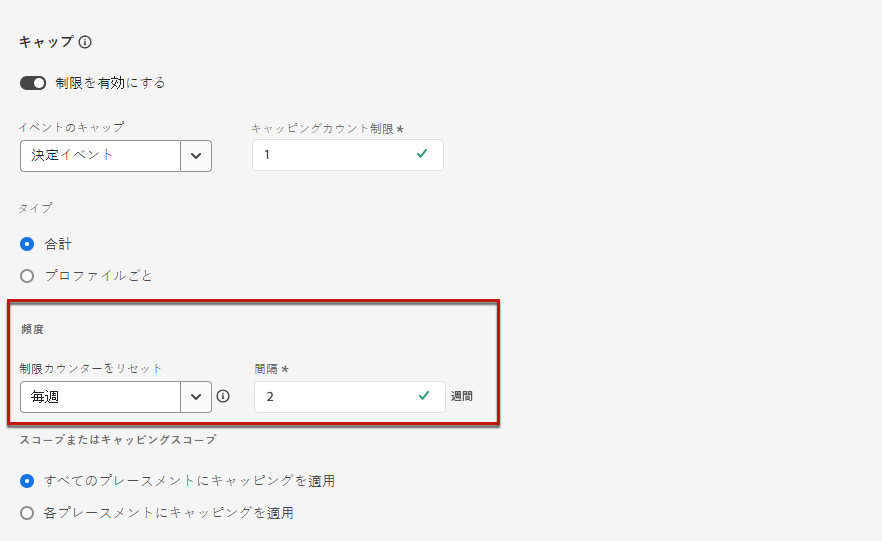 キャップ
制限を有効にする
イベントのキャップ キャッピングカウント制限*
決定イベント 1
タイプ
合計
プロファイルごと
頻度
制限カウンターをリセット 間隔*
毎週 2 週間
スコープまたはキャッピングスコープ
すべてのプレースメントにキャッピングを適用
各プレースメントにキャッピングを適用